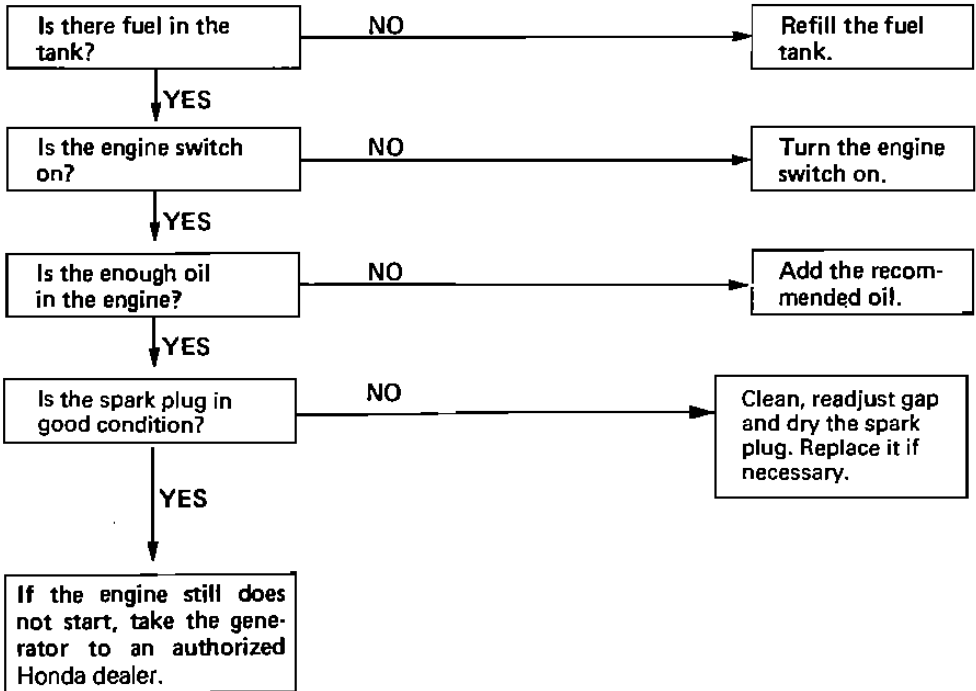 Is there fuel in the
tank?
NO
Refill the fuel
tank.
YES
Is the engine switch
on?
NO
Turn the engine
switch on.
YES
Is the enough oil
in the engine?
NO
Add the recom-
mended oil.
YES
Is the spark plug in
good condition?
NO
Clean, readjust gap
and dry the spark
plug. Replace it if
necessary.
YES
If the engine still does
not start, take the gene-
rator to an authorized
Honda dealer.